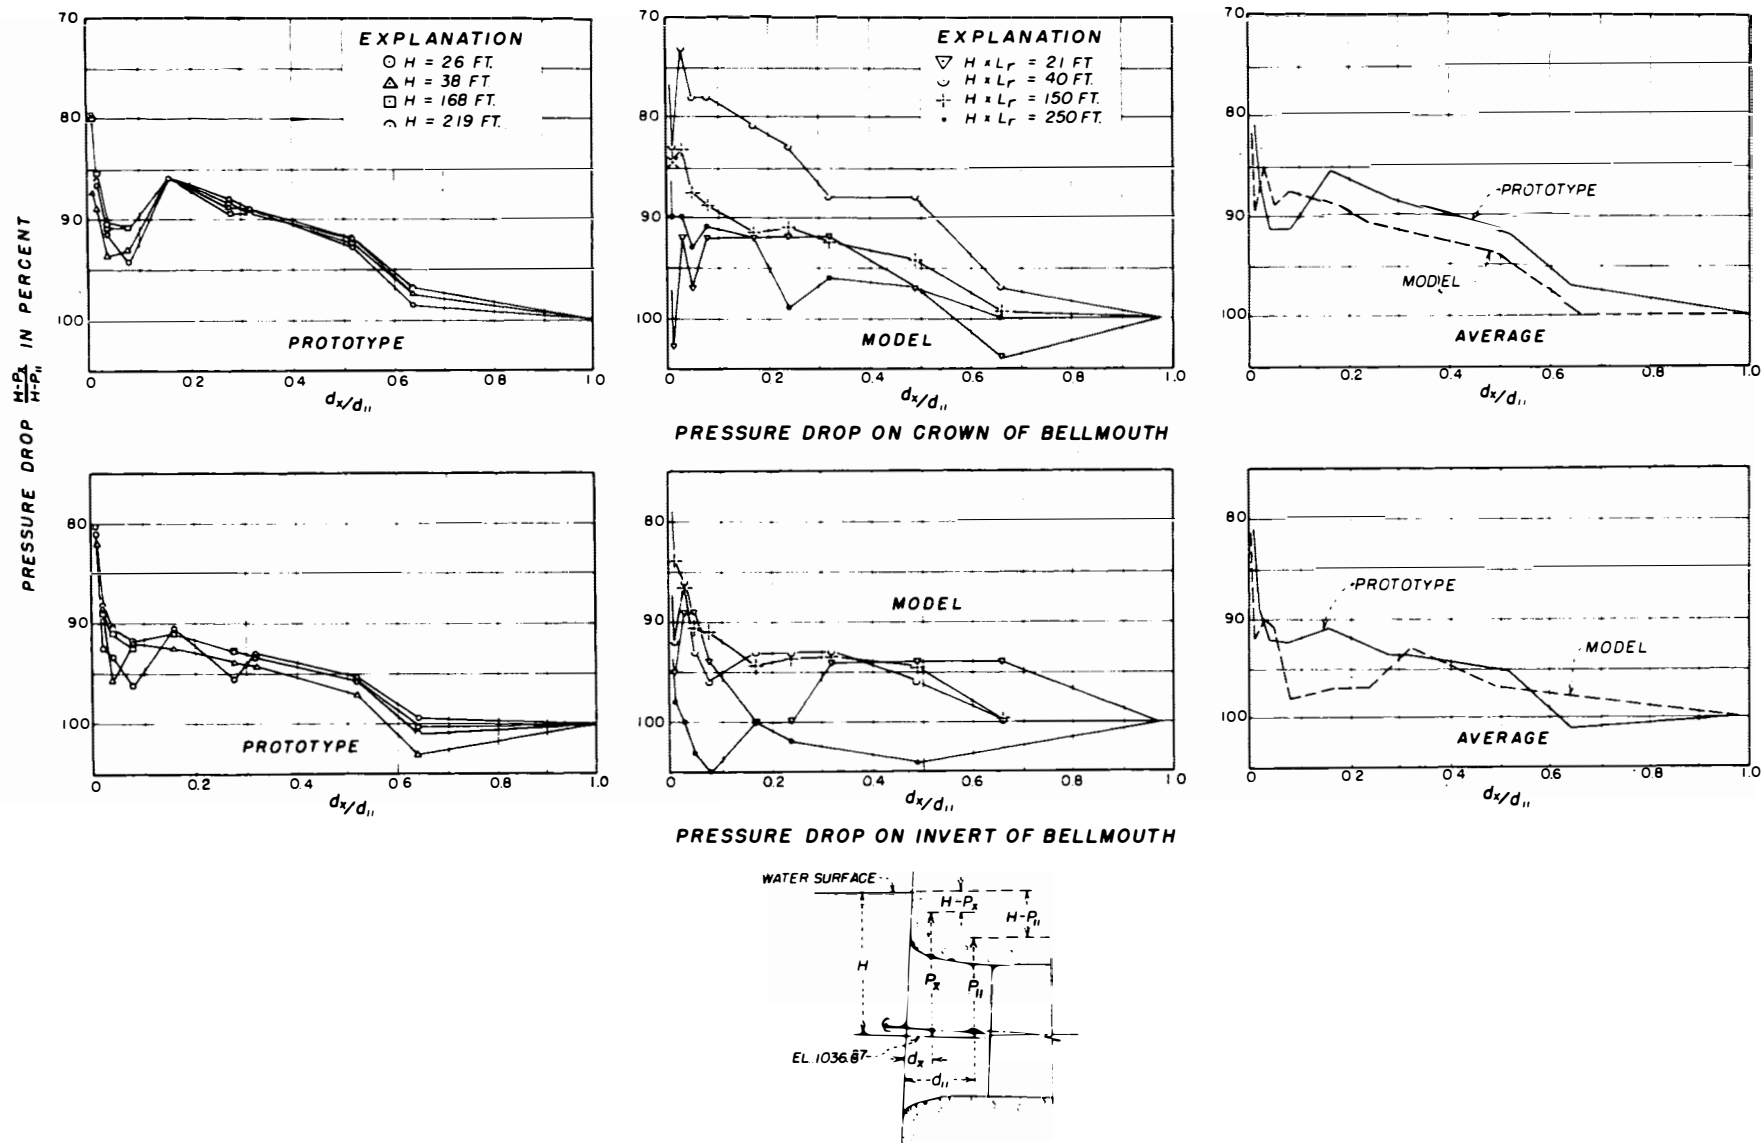 PRESSURE DROP H-Pₓ/H-P₁₁ IN PERCENT
70
80
90
100
EXPLANATION
H = 26 FT.
H = 38 FT.
H = 168 FT.
H = 219 FT.
PROTOTYPE
0 0.2 0.4 0.6 0.8 1.0
dₓ/d₁₁
70
80
90
100
EXPLANATION
H x Lᵣ = 21 FT
H x Lᵣ = 40 FT.
H x Lᵣ = 150 FT.
H x Lᵣ = 250 FT.
MODEL
0 0.2 0.4 0.6 0.8 1.0
dₓ/d₁₁
70
80
90
100
PROTOTYPE
MODEL
AVERAGE
0 0.2 0.4 0.6 0.8 1.0
dₓ/d₁₁
PRESSURE DROP ON CROWN OF BELLMOUTH
80
90
100
PROTOTYPE
0 0.2 0.4 0.6 0.8 1.0
dₓ/d₁₁
80
90
100
MODEL
0 0.2 0.4 0.6 0.8 1.0
dₓ/d₁₁
80
90
100
PROTOTYPE
MODEL
AVERAGE
0 0.2 0.4 0.6 0.8 1.0
dₓ/d₁₁
PRESSURE DROP ON INVERT OF BELLMOUTH
WATER SURFACE
H-Pₓ
H-P₁₁
H
Pₓ
P₁₁
EL. 1036.87
dₓ
d₁₁